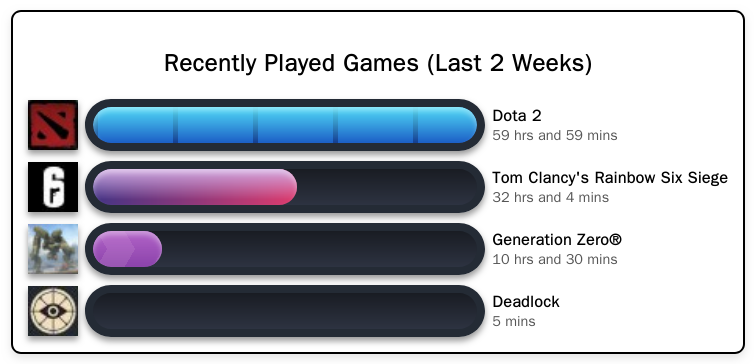 Recently Played Games (Last 2 Weeks)
Dota 2
59 hrs and 59 mins
Tom Clancy's Rainbow Six Siege
32 hrs and 4 mins
Generation Zero®
10 hrs and 30 mins
Deadlock
5 mins